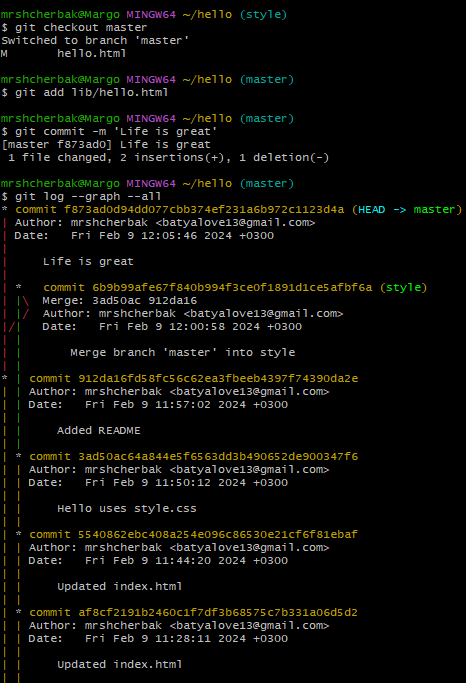 mrshcherbak@Margo MINGW64 ~/hello (style)
$ git checkout master
Switched to branch 'master'
M       hello.html

mrshcherbak@Margo MINGW64 ~/hello (master)
$ git add lib/hello.html

mrshcherbak@Margo MINGW64 ~/hello (master)
$ git commit -m 'Life is great'
[master f873ad0] Life is great
 1 file changed, 2 insertions(+), 1 deletion(-)

mrshcherbak@Margo MINGW64 ~/hello (master)
$ git log --graph --all
* commit f873ad0d94dd077cbb374ef231a6b972c1123d4a (HEAD -> master)
| Author: mrshcherbak <batyalove13@gmail.com>
| Date:   Fri Feb 9 12:05:46 2024 +0300
|
|     Life is great
|
| *   commit 6b9b99afe67f840b994f3ce0f1891d1ce5afbf6a (style)
| |\  Merge: 3ad50ac 912da16
| |/  Author: mrshcherbak <batyalove13@gmail.com>
|/|   Date:   Fri Feb 9 12:00:58 2024 +0300
| |
| |       Merge branch 'master' into style
| |
* | commit 912da16fd58fc56c62ea3fbeeb4397f74390da2e
| | Author: mrshcherbak <batyalove13@gmail.com>
| | Date:   Fri Feb 9 11:57:02 2024 +0300
| |
| |     Added README
| |
| * commit 3ad50ac64a844e5f6563dd3b490652de900347f6
| | Author: mrshcherbak <batyalove13@gmail.com>
| | Date:   Fri Feb 9 11:50:12 2024 +0300
| |
| |     Hello uses style.css
| |
| * commit 5540862ebc408a254e096c86530e21cf6f81ebaf
| | Author: mrshcherbak <batyalove13@gmail.com>
| | Date:   Fri Feb 9 11:44:20 2024 +0300
| |
| |     Updated index.html
| |
| * commit af8cf2191b2460c1f7df3b68575c7b331a06d5d2
| | Author: mrshcherbak <batyalove13@gmail.com>
| | Date:   Fri Feb 9 11:28:11 2024 +0300
| |
| |     Updated index.html
| |